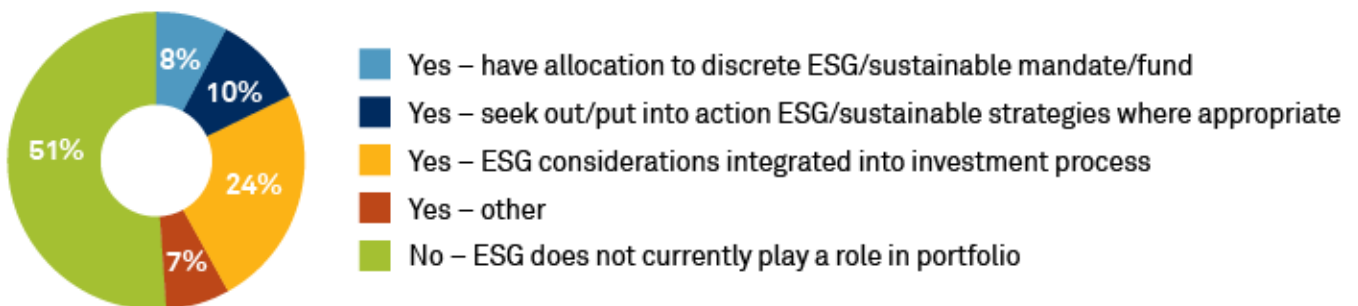 8%
10%
24%
7%
51%
Yes – have allocation to discrete ESG/sustainable mandate/fund
Yes – seek out/put into action ESG/sustainable strategies where appropriate
Yes – ESG considerations integrated into investment process
Yes – other
No – ESG does not currently play a role in portfolio